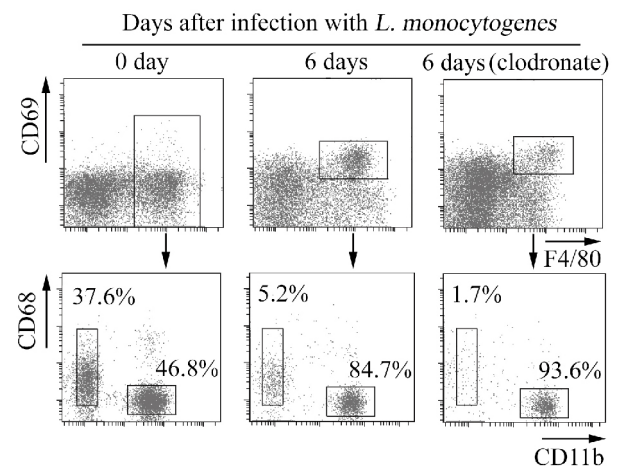 Days after infection with L. monocytogenes
0 day 6 days 6 days (clodronate)
CD69
F4/80
CD68
37.6% 5.2% 1.7%
46.8% 84.7% 93.6%
CD11b